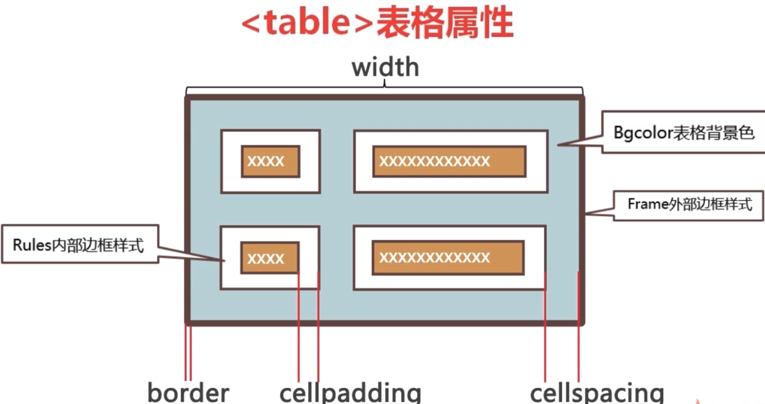 <table>表格属性
width
Bgcolor表格背景色
XXXX
XXXXXXXXXXXX
Frame外部边框样式
Rules内部边框样式
XXXX
XXXXXXXXXXXX
border
cellpadding
cellspacing